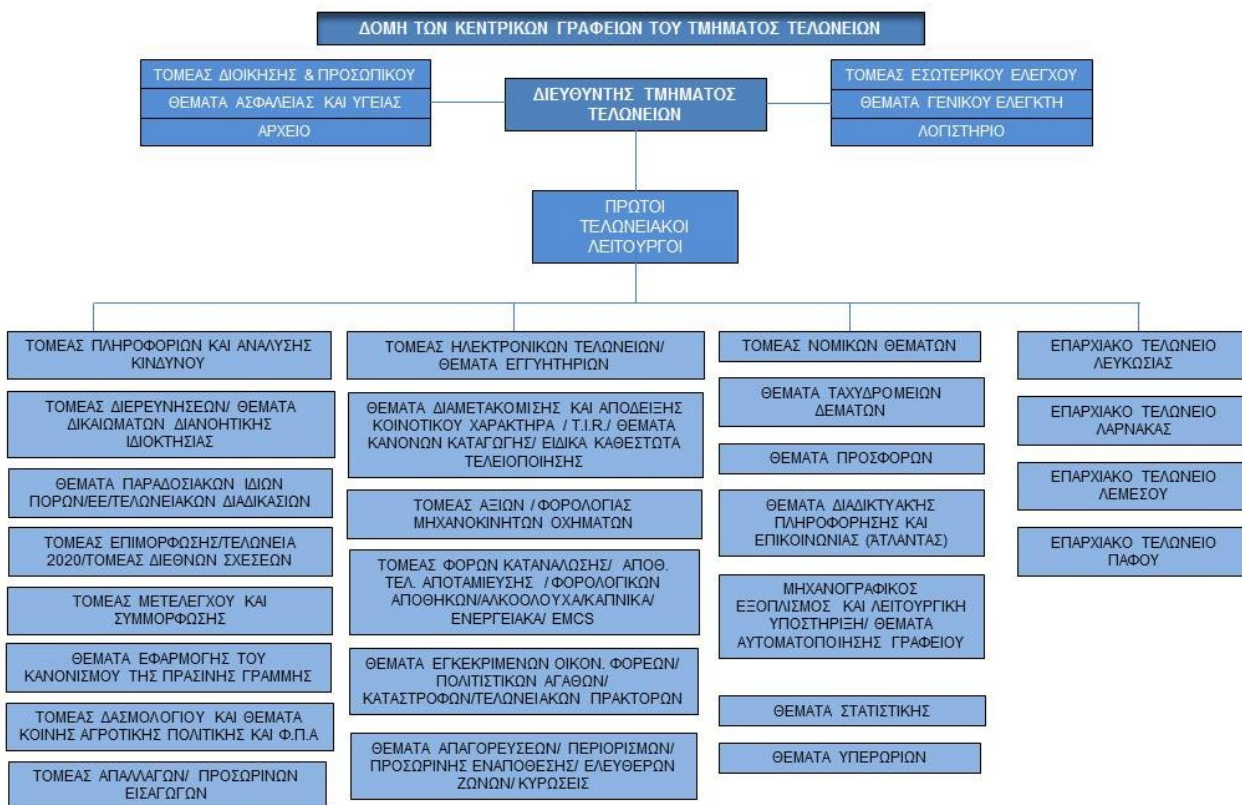 ΔΟΜΗ ΤΩΝ ΚΕΝΤΡΙΚΩΝ ΓΡΑΦΕΙΩΝ ΤΟΥ ΤΜΗΜΑΤΟΣ ΤΕΛΩΝΕΙΩΝ
ΤΟΜΕΑΣ ΔΙΟΙΚΗΣΗΣ & ΠΡΟΣΩΠΙΚΟΥ
ΘΕΜΑΤΑ ΑΣΦΑΛΕΙΑΣ ΚΑΙ ΥΓΕΙΑΣ
ΑΡΧΕΙΟ
ΔΙΕΥΘΥΝΤΗΣ ΤΜΗΜΑΤΟΣ
ΤΕΛΩΝΕΙΩΝ
ΤΟΜΕΑΣ ΕΣΩΤΕΡΙΚΟΥ ΕΛΕΓΧΟΥ
ΘΕΜΑΤΑ ΓΕΝΙΚΟΥ ΕΛΕΓΚΤΗ
ΛΟΓΙΣΤΗΡΙΟ
ΠΡΩΤΟΙ
ΤΕΛΩΝΕΙΑΚΟΙ
ΛΕΙΤΟΥΡΓΟΙ
ΤΟΜΕΑΣ ΠΛΗΡΟΦΟΡΙΩΝ ΚΑΙ ΑΝΑΛΥΣΗΣ
ΚΙΝΔΥΝΟΥ
ΤΟΜΕΑΣ ΔΙΕΡΕΥΝΗΣΕΩΝ/ ΘΕΜΑΤΑ
ΔΙΚΑΙΩΜΑΤΩΝ ΔΙΑΝΟΗΤΙΚΗΣ
ΙΔΙΟΚΤΗΣΙΑΣ
ΘΕΜΑΤΑ ΠΑΡΑΔΟΣΙΑΚΩΝ ΙΔΙΩΝ
ΠΟΡΩΝ/ΕΕ/ΤΕΛΩΝΕΙΑΚΩΝ ΔΙΑΔΙΚΑΣΙΩΝ
ΤΟΜΕΑΣ ΕΠΙΜΟΡΦΩΣΗΣ/ΤΕΛΩΝΕΙΑ
2020/ΤΟΜΕΑΣ ΔΙΕΘΝΩΝ ΣΧΕΣΕΩΝ
ΤΟΜΕΑΣ ΜΕΤΕΛΕΓΧΟΥ ΚΑΙ
ΣΥΜΜΟΡΦΩΣΗΣ
ΘΕΜΑΤΑ ΕΦΑΡΜΟΓΗΣ ΤΟΥ
ΚΑΝΟΝΙΣΜΟΥ ΤΗΣ ΠΡΑΣΙΝΗΣ ΓΡΑΜΜΗΣ
ΤΟΜΕΑΣ ΔΑΣΜΟΛΟΓΙΟΥ ΚΑΙ ΘΕΜΑΤΑ
ΚΟΙΝΗΣ ΑΓΡΟΤΙΚΗΣ ΠΟΛΙΤΙΚΗΣ ΚΑΙ Φ.Π.Α
ΤΟΜΕΑΣ ΑΠΑΛΛΑΓΩΝ/ ΠΡΟΣΩΡΙΝΩΝ
ΕΙΣΑΓΩΓΩΝ
ΤΟΜΕΑΣ ΗΛΕΚΤΡΟΝΙΚΩΝ ΤΕΛΩΝΕΙΩΝ/
ΘΕΜΑΤΑ ΕΓΓΥΗΤΗΡΙΩΝ
ΘΕΜΑΤΑ ΔΙΑΜΕΤΑΚΟΜΙΣΗΣ ΚΑΙ ΑΠΟΔΕΙΞΗΣ
ΚΟΙΝΟΤΙΚΟΥ ΧΑΡΑΚΤΗΡΑ / T.I.R./ ΘΕΜΑΤΑ
ΚΑΝΟΝΩΝ ΚΑΤΑΓΩΓΗΣ/ ΕΙΔΙΚΑ ΚΑΘΕΣΤΩΤΑ
ΤΕΛΕΙΟΠΟΙΗΣΗΣ
ΤΟΜΕΑΣ ΑΞΙΩΝ / ΦΟΡΟΛΟΓΙΑΣ
ΜΗΧΑΝΟΚΙΝΗΤΩΝ ΟΧΗΜΑΤΩΝ
ΤΟΜΕΑΣ ΦΟΡΩΝ ΚΑΤΑΝΑΛΩΣΗΣ/ ΑΠΟΘ.
ΤΕΛ. ΑΠΟΤΑΜΙΕΥΣΗΣ / ΦΟΡΟΛΟΓΙΚΩΝ
ΑΠΟΘΗΚΩΝ/ΑΛΚΟΟΛΟΥΧΑ/ΚΑΠΝΙΚΑ/
ΕΝΕΡΓΕΙΑΚΑ/ EMCS
ΘΕΜΑΤΑ ΕΓΚΕΚΡΙΜΕΝΩΝ ΟΙΚΟΝ. ΦΟΡΕΩΝ/
ΠΟΛΙΤΙΣΤΙΚΩΝ ΑΓΑΘΩΝ/
ΚΑΤΑΣΤΡΟΦΩΝ/ΤΕΛΩΝΕΙΑΚΩΝ ΠΡΑΚΤΟΡΩΝ
ΘΕΜΑΤΑ ΑΠΑΓΟΡΕΥΣΕΩΝ/ ΠΕΡΙΟΡΙΣΜΩΝ/
ΠΡΟΣΩΡΙΝΗΣ ΕΝΑΠΟΘΕΣΗΣ/ ΕΛΕΥΘΕΡΩΝ
ΖΩΝΩΝ/ ΚΥΡΩΣΕΙΣ
ΤΟΜΕΑΣ ΝΟΜΙΚΩΝ ΘΕΜΑΤΩΝ
ΘΕΜΑΤΑ ΤΑΧΥΔΡΟΜΕΙΩΝ
ΔΕΜΑΤΩΝ
ΘΕΜΑΤΑ ΠΡΟΣΦΟΡΩΝ
ΘΕΜΑΤΑ ΔΙΑΔΙΚΤΥΑΚΉΣ
ΠΛΗΡΟΦΟΡΗΣΗΣ ΚΑΙ
ΕΠΙΚΟΙΝΩΝΙΑΣ (ΆΤΛΑΝΤΑΣ)
ΜΗΧΑΝΟΓΡΑΦΙΚΟΣ
ΕΞΟΠΛΙΣΜΟΣ ΚΑΙ ΛΕΙΤΟΥΡΓΙΚΗ
ΥΠΟΣΤΗΡΙΞΗ/ ΘΕΜΑΤΑ
ΑΥΤΟΜΑΤΟΠΟΙΗΣΗΣ ΓΡΑΦΕΙΟΥ
ΘΕΜΑΤΑ ΣΤΑΤΙΣΤΙΚΗΣ
ΘΕΜΑΤΑ ΥΠΕΡΩΡΙΩΝ
ΕΠΑΡΧΙΑΚΟ ΤΕΛΩΝΕΙΟ
ΛΕΥΚΩΣΙΑΣ
ΕΠΑΡΧΙΑΚΟ ΤΕΛΩΝΕΙΟ
ΛΑΡΝΑΚΑΣ
ΕΠΑΡΧΙΑΚΟ ΤΕΛΩΝΕΙΟ
ΛΕΜΕΣΟΥ
ΕΠΑΡΧΙΑΚΟ ΤΕΛΩΝΕΙΟ
ΠΑΦΟΥ